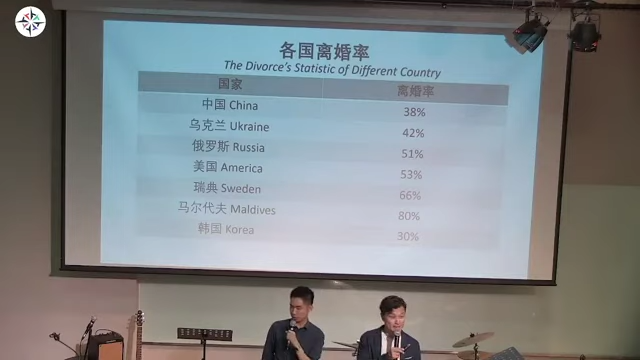 各国离婚率
The Divorce's Statistic of Different Country
国家 离婚率
中国 China 38%
乌克兰 Ukraine 42%
俄罗斯 Russia 51%
美国 America 53%
瑞典 Sweden 66%
马尔代夫 Maldives 80%
韩国 Korea 30%